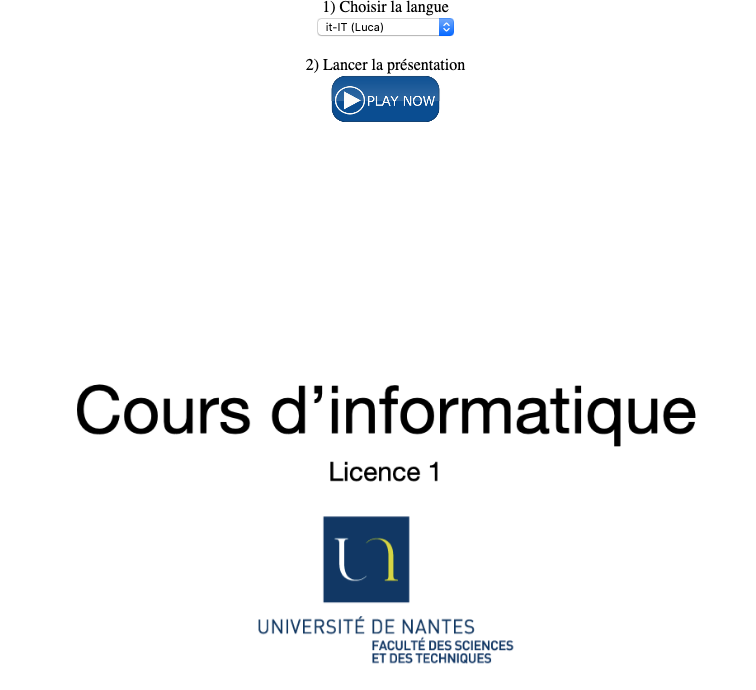 1) Choisir la langue
it-IT (Luca)
2) Lancer la présentation
PLAY NOW
Cours d’informatique
Licence 1
UNIVERSITÉ DE NANTES
FACULTÉ DES SCIENCES
ET DES TECHNIQUES